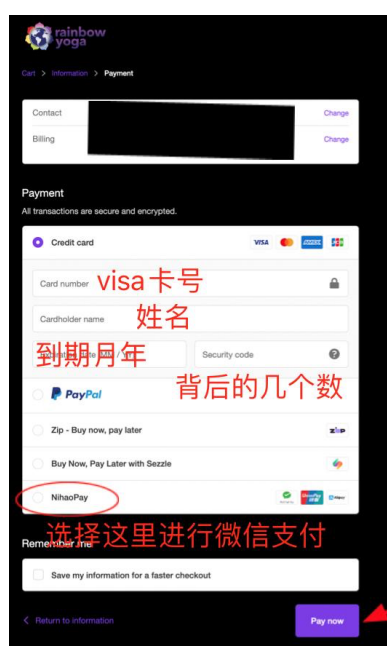 rainbow
yoga
Cart > Information > Payment
Contact Change
Billing Change
Payment
All transactions are secure and encrypted.
Credit card VISA
Card number visa卡号
Cardholder name 姓名
到期月年 Security code
背后的几个数
PayPal
Zip - Buy now, pay later zip
Buy Now, Pay Later with Sezzle
NihaoPay
选择这里进行微信支付
Remember me
Save my information for a faster checkout
< Return to information Pay now